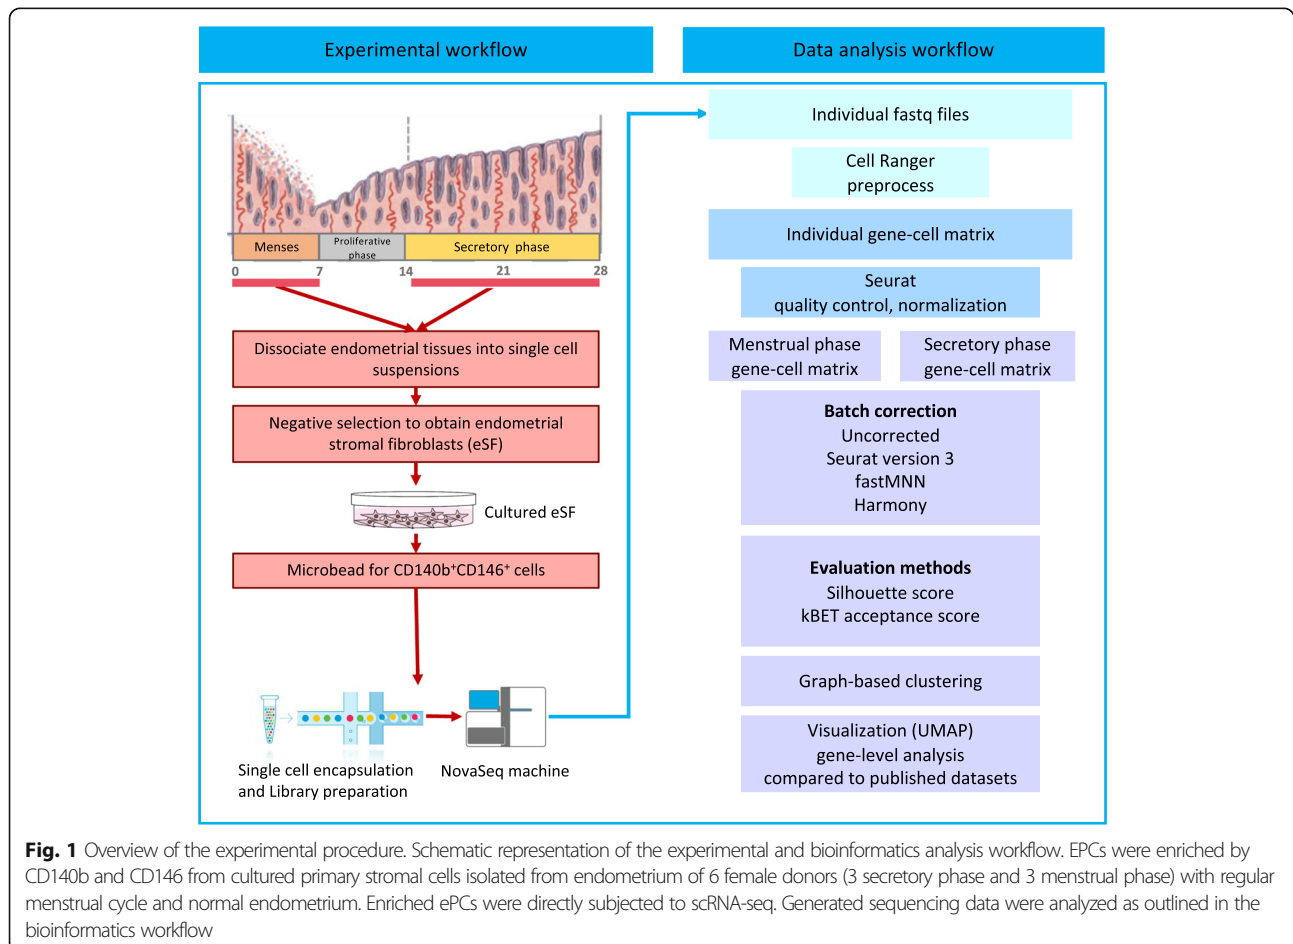 Experimental workflow
Data analysis workflow
Menses
Proliferative
phase
Secretory phase
0
7
14
21
28
Dissociate endometrial tissues into single cell
suspensions
Negative selection to obtain endometrial
stromal fibroblasts (eSF)
Cultured eSF
Microbead for CD140b⁺CD146⁺ cells
Single cell encapsulation
and Library preparation
NovaSeq machine
Individual fastq files
Cell Ranger
preprocess
Individual gene-cell matrix
Seurat
quality control, normalization
Menstrual phase
gene-cell matrix
Secretory phase
gene-cell matrix
Batch correction
Uncorrected
Seurat version 3
fastMNN
Harmony
Evaluation methods
Silhouette score
kBET acceptance score
Graph-based clustering
Visualization (UMAP)
gene-level analysis
compared to published datasets
Fig. 1 Overview of the experimental procedure. Schematic representation of the experimental and bioinformatics analysis workflow. EPCs were enriched by
CD140b and CD146 from cultured primary stromal cells isolated from endometrium of 6 female donors (3 secretory phase and 3 menstrual phase) with regular
menstrual cycle and normal endometrium. Enriched ePCs were directly subjected to scRNA-seq. Generated sequencing data were analyzed as outlined in the
bioinformatics workflow